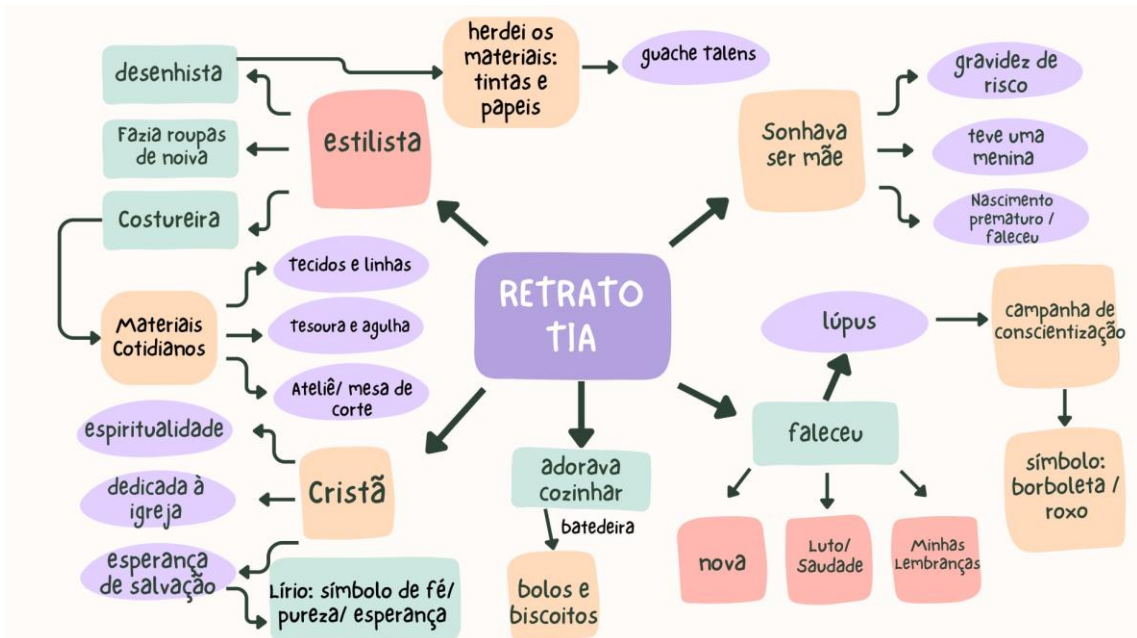 RETRATO
TIA
estilista
desenhista
herdei os
materiais:
tintas e
papeis
guache talens
Fazia roupas
de noiva
Costureira
Materiais
Cotidianos
tecidos e linhas
tesoura e agulha
Ateliê/ mesa de
corte
Sonhava
ser mãe
gravidez de
risco
teve uma
menina
Nascimento
prematuro /
faleceu
Cristã
espiritualidade
dedicada à
igreja
esperança
de salvação
Lírio: símbolo de fé/
pureza/ esperança
adorava
cozinhar
batedeira
bolos e
biscoitos
faleceu
lúpus
campanha de
conscientização
símbolo:
borboleta /
roxo
nova
Luto/
Saudade
Minhas
Lembranças